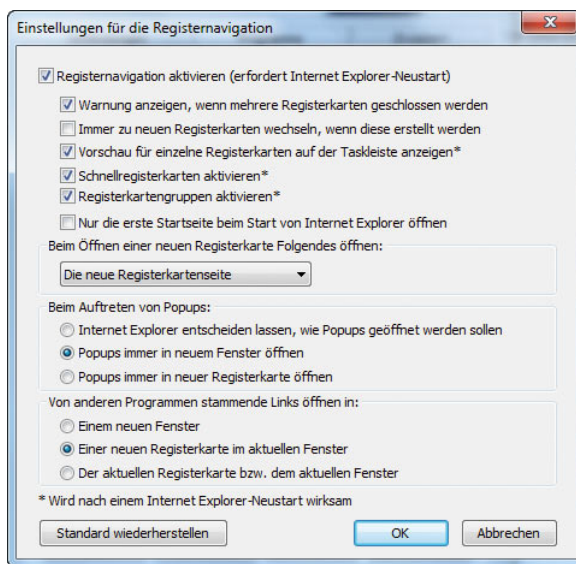 Einstellungen für die Registernavigation
Registernavigation aktivieren (erfordert Internet Explorer-Neustart)
Warnung anzeigen, wenn mehrere Registerkarten geschlossen werden
Immer zu neuen Registerkarten wechseln, wenn diese erstellt werden
Vorschau für einzelne Registerkarten auf der Taskleiste anzeigen*
Schnellregisterkarten aktivieren*
Registerkartengruppen aktivieren*
Nur die erste Startseite beim Start von Internet Explorer öffnen
Beim Öffnen einer neuen Registerkarte Folgendes öffnen:
Die neue Registerkartenseite
Beim Auftreten von Popups:
Internet Explorer entscheiden lassen, wie Popups geöffnet werden sollen
Popups immer in neuem Fenster öffnen
Popups immer in neuer Registerkarte öffnen
Von anderen Programmen stammende Links öffnen in:
Einem neuen Fenster
Einer neuen Registerkarte im aktuellen Fenster
Der aktuellen Registerkarte bzw. dem aktuellen Fenster
* Wird nach einem Internet Explorer-Neustart wirksam
Standard wiederherstellen OK Abbrechen